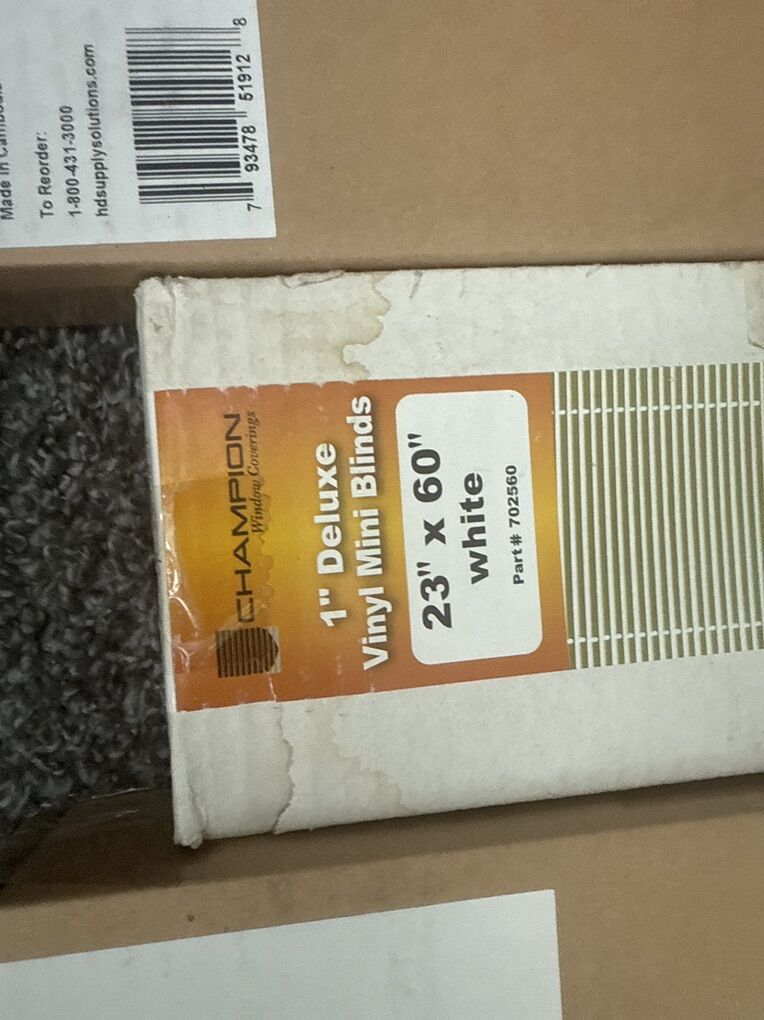 Made in
To Reorder:
1-800-431-3000
hdsupplysolutions.com
7 93478 51912 8
CHAMPION
Window Coverings
1" Deluxe
Vinyl Mini Blinds
23" x 60"
white
Part# 702560